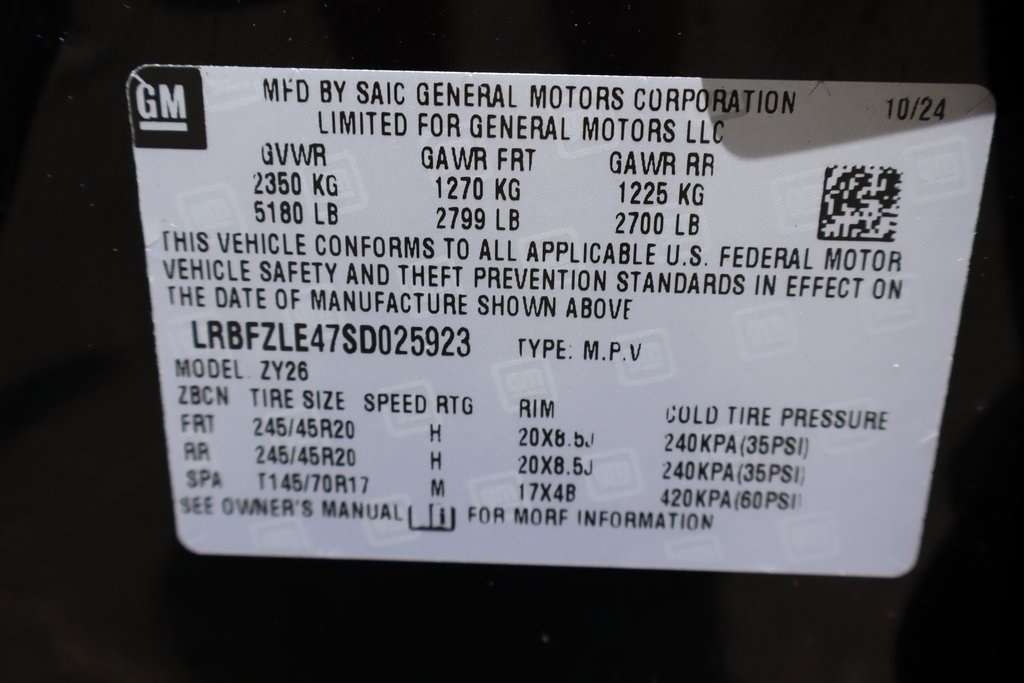 GM
MFD BY SAIC GENERAL MOTORS CORPORATION 10/24
LIMITED FOR GENERAL MOTORS LLC
GVWR GAWR FRT GAWR RR
2350 KG 1270 KG 1225 KG
5180 LB 2799 LB 2700 LB
THIS VEHICLE CONFORMS TO ALL APPLICABLE U.S. FEDERAL MOTOR
VEHICLE SAFETY AND THEFT PREVENTION STANDARDS IN EFFECT ON
THE DATE OF MANUFACTURE SHOWN ABOVE
LRBFZLE47SD025923 TYPE: M.P.V
MODEL: ZY26
ZBCN TIRE SIZE SPEED RTG RIM COLD TIRE PRESSURE
FRT 245/45R20 H 20X8.5J 240KPA(35PSI)
RR 245/45R20 H 20X8.5J 240KPA(35PSI)
SPA T145/70R17 M 17X4B 420KPA(60PSI)
SEE OWNER'S MANUAL FOR MORE INFORMATION